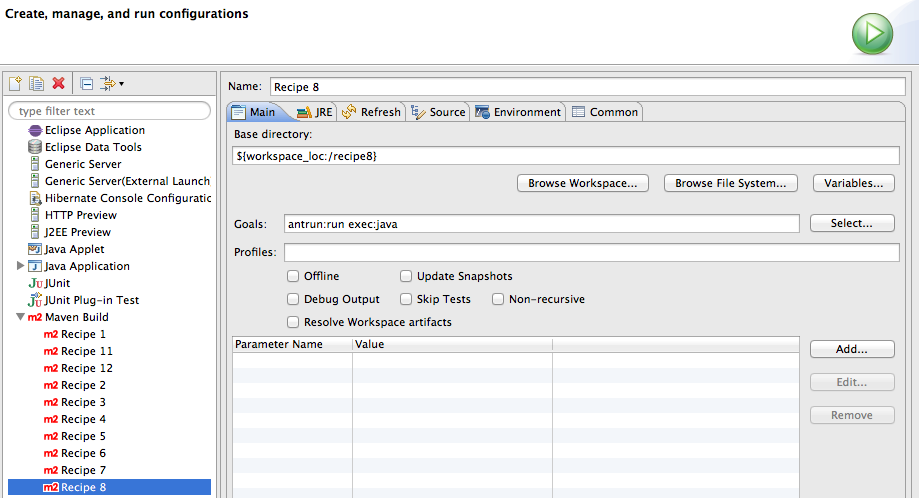 Create, manage, and run configurations
type filter text
Eclipse Application
Eclipse Data Tools
Generic Server
Generic Server(External Launch
Hibernate Console Configuratic
HTTP Preview
J2EE Preview
Java Applet
Java Application
JUnit
JUnit Plug-in Test
m2 Maven Build
m2 Recipe 1
m2 Recipe 11
m2 Recipe 12
m2 Recipe 2
m2 Recipe 3
m2 Recipe 4
m2 Recipe 5
m2 Recipe 6
m2 Recipe 7
m2 Recipe 8
Name: Recipe 8
Main JRE Refresh Source Environment Common
Base directory:
${workspace_loc:/recipe8}
Browse Workspace... Browse File System... Variables...
Goals: antrun:run exec:java Select...
Profiles:
Offline Update Snapshots
Debug Output Skip Tests Non-recursive
Resolve Workspace artifacts
Parameter Name Value
Add...
Edit...
Remove